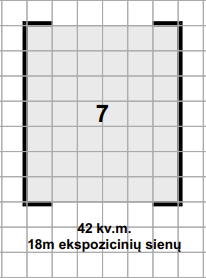 7
42 kv.m.
18m ekspozicinių sienų